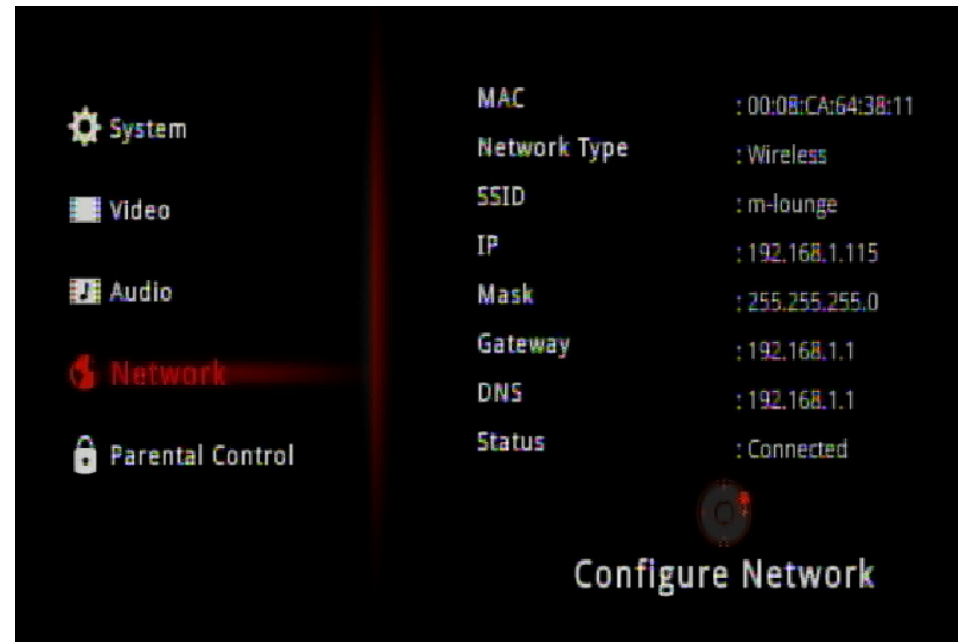 System
Video
Audio
Network
Parental Control
MAC : 00:08:CA:64:38:11
Network Type : Wireless
SSID : m-lounge
IP : 192.168.1.115
Mask : 255.255.255.0
Gateway : 192.168.1.1
DNS : 192.168.1.1
Status : Connected
Configure Network